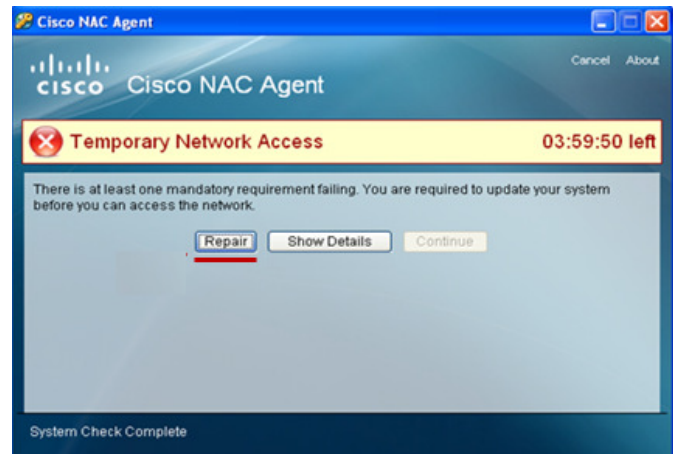 Cisco NAC Agent
Cancel About
CISCO Cisco NAC Agent
Temporary Network Access 03:59:50 left
There is at least one mandatory requirement failing. You are required to update your system
before you can access the network.
Repair Show Details Continue
System Check Complete